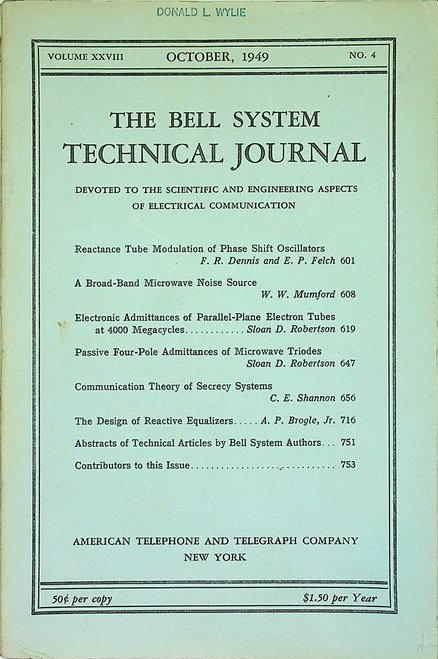 DONALD L. WYLIE
VOLUME XXVIII OCTOBER, 1949 NO. 4
THE BELL SYSTEM
TECHNICAL JOURNAL
DEVOTED TO THE SCIENTIFIC AND ENGINEERING ASPECTS
OF ELECTRICAL COMMUNICATION
Reactance Tube Modulation of Phase Shift Oscillators
F. R. Dennis and E. P. Felch 601
A Broad-Band Microwave Noise Source
W. W. Mumford 608
Electronic Admittances of Parallel-Plane Electron Tubes
at 4000 Megacycles............Sloan D. Robertson 619
Passive Four-Pole Admittances of Microwave Triodes
Sloan D. Robertson 647
Communication Theory of Secrecy Systems
C. E. Shannon 656
The Design of Reactive Equalizers.....A. P. Brogle, Jr. 716
Abstracts of Technical Articles by Bell System Authors... 751
Contributors to this Issue............................ 753
AMERICAN TELEPHONE AND TELEGRAPH COMPANY
NEW YORK
50¢ per copy $1.50 per Year